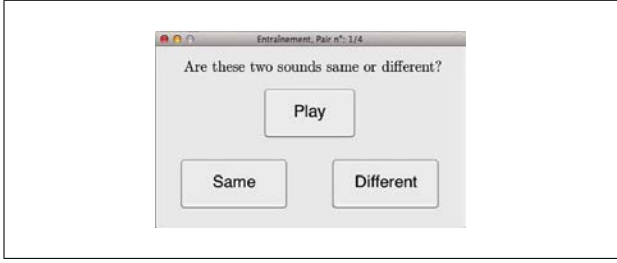 Entraînement, Pair n°: 1/4
Are these two sounds same or different?
Play
Same Different